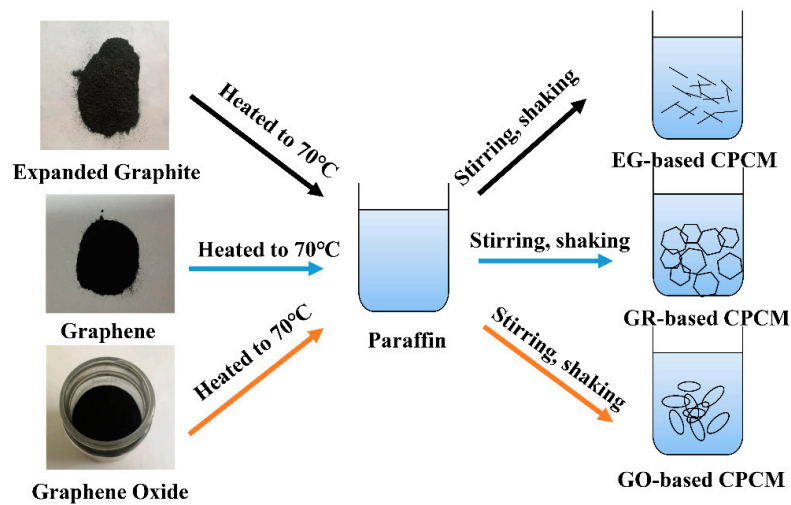 Heated to 70°C
Stirring, shaking
Expanded Graphite
EG-based CPCM
Heated to 70°C
Stirring, shaking
Graphene
Paraffin
GR-based CPCM
Heated to 70°C
Stirring, shaking
Graphene Oxide
GO-based CPCM